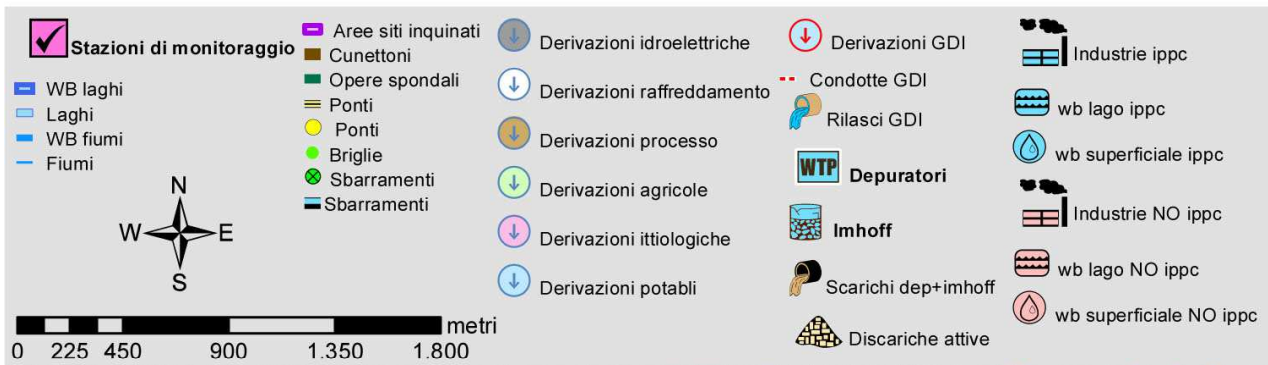 Stazioni di monitoraggio
WB laghi
Laghi
WB fiumi
Fiumi
N
W
E
S
metri
0 225 450 900 1.350 1.800
Aree siti inquinati
Cunettoni
Opere spondali
Ponti
Ponti
Briglie
Sbarramenti
Sbarramenti
Derivazioni idroelettriche
Derivazioni raffreddamento
Derivazioni processo
Derivazioni agricole
Derivazioni ittiologiche
Derivazioni potabli
Derivazioni GDI
Condotte GDI
Rilasci GDI
WTP Depuratori
Imhoff
Scarichi dep+imhoff
Discariche attive
Industrie ippc
wb lago ippc
wb superficiale ippc
Industrie NO ippc
wb lago NO ippc
wb superficiale NO ippc